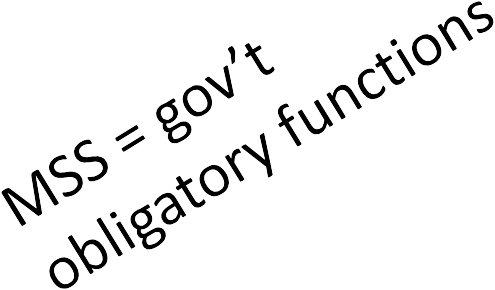 MSS = gov’t
obligatory functions